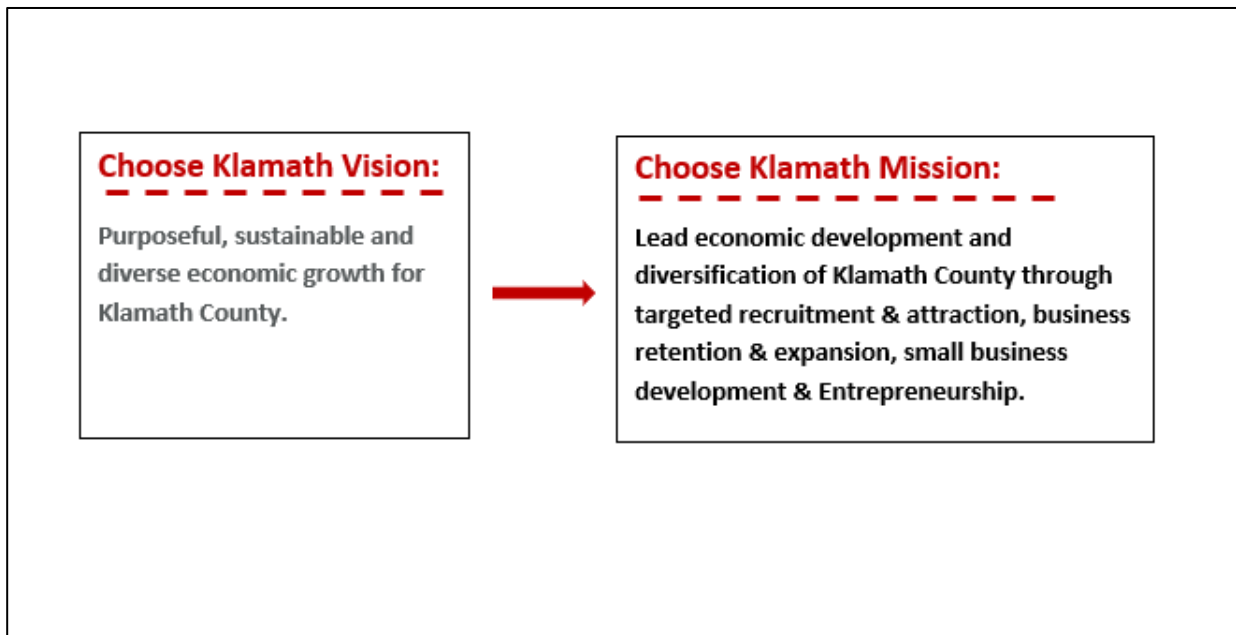 Choose Klamath Vision:
Purposeful, sustainable and
diverse economic growth for
Klamath County.
Choose Klamath Mission:
Lead economic development and
diversification of Klamath County through
targeted recruitment & attraction, business
retention & expansion, small business
development & Entrepreneurship.